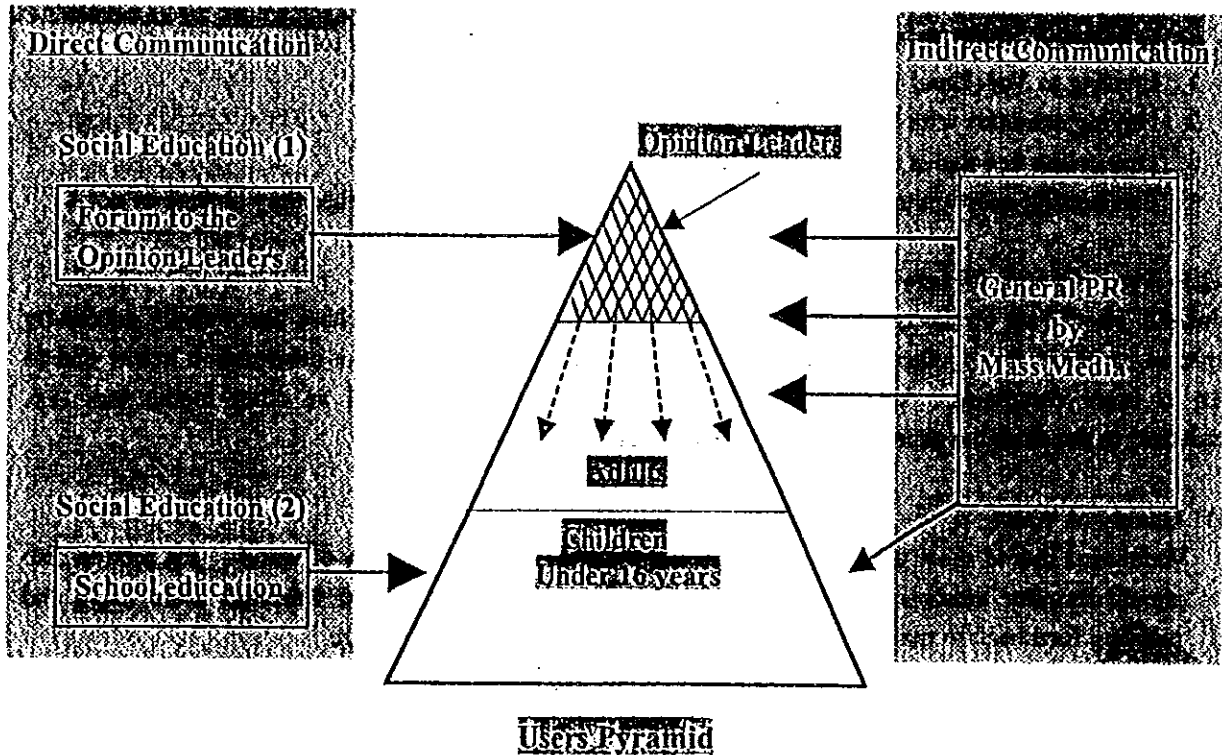 Direct Communication
Social Education (1)
Forum to the
Opinion Leaders
Social Education (2)
School education
Opinion Leader
Adults
Children
Under 16 years
Users Pyramid
Indirect Communication
General PR
by
Mass Media